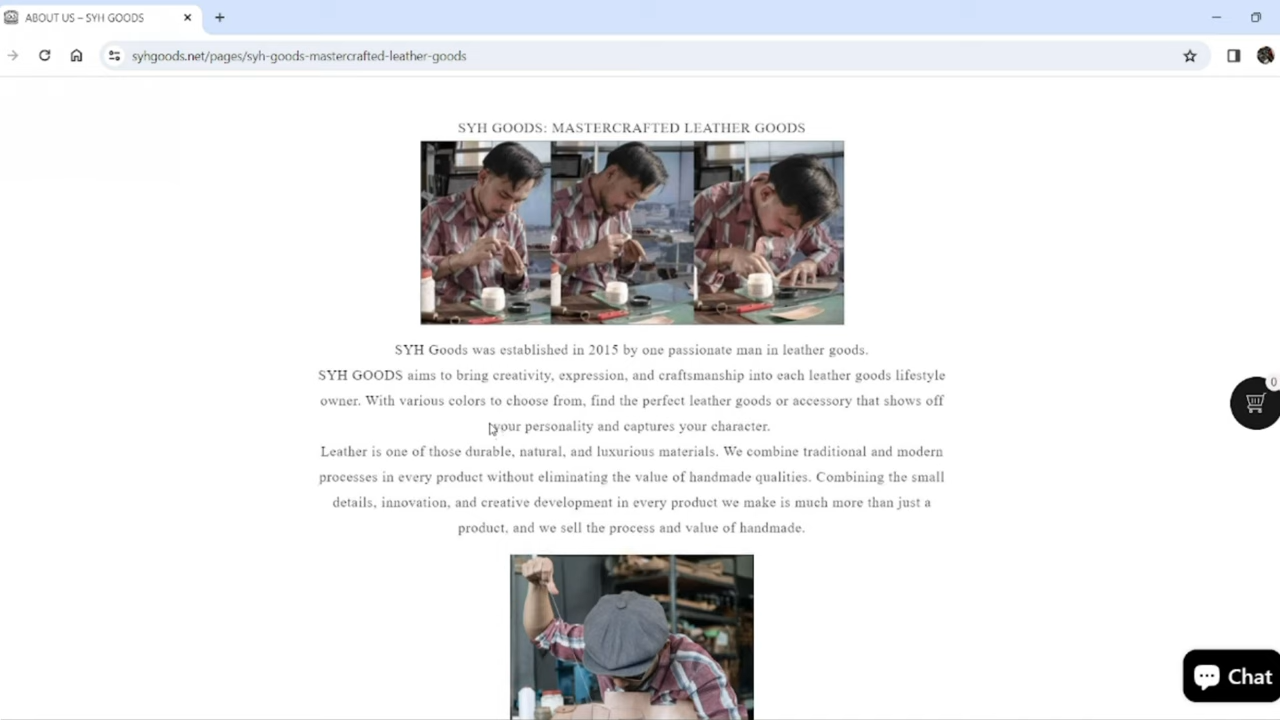 ABOUT US – SYH GOODS
syhgoods.net/pages/syh-goods-mastercrafted-leather-goods
SYH GOODS: MASTERCRAFTED LEATHER GOODS
SYH Goods was established in 2015 by one passionate man in leather goods.
SYH GOODS aims to bring creativity, expression, and craftsmanship into each leather goods lifestyle
owner. With various colors to choose from, find the perfect leather goods or accessory that shows off
your personality and captures your character.
0
Leather is one of those durable, natural, and luxurious materials. We combine traditional and modern
processes in every product without eliminating the value of handmade qualities. Combining the small
details, innovation, and creative development in every product we make is much more than just a
product, and we sell the process and value of handmade.
Chat